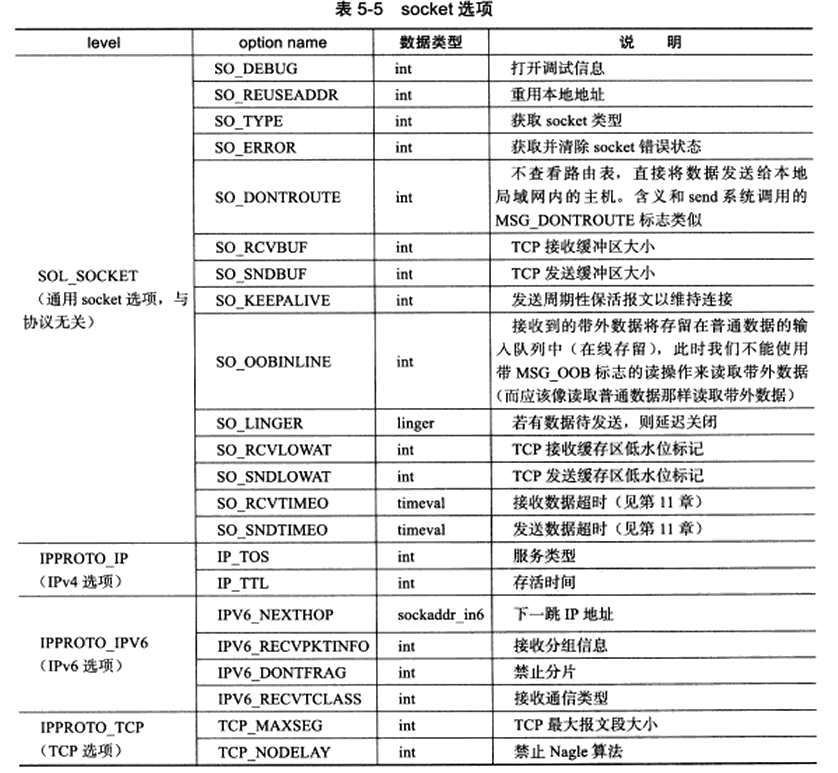 表 5-5 socket 选项
level option name 数据类型 说 明
SOL_SOCKET
（通用 socket 选项，与
协议无关）
SO_DEBUG int 打开调试信息
SO_REUSEADDR int 重用本地地址
SO_TYPE int 获取 socket 类型
SO_ERROR int 获取并清除 socket 错误状态
SO_DONTROUTE int 不查看路由表，直接将数据发送给本地
局域网内的主机。含义和 send 系统调用的
MSG_DONTROUTE 标志类似
SO_RCVBUF int TCP 接收缓冲区大小
SO_SNDBUF int TCP 发送缓冲区大小
SO_KEEPALIVE int 发送周期性保活报文以维持连接
SO_OOBINLINE int 接收到的带外数据将存留在普通数据的输
入队列中（在线存留），此时我们不能使用
带 MSG_OOB 标志的读操作来读取带外数据
（而应该像读取普通数据那样读取带外数据）
SO_LINGER linger 若有数据待发送，则延迟关闭
SO_RCVLOWAT int TCP 接收缓存区低水位标记
SO_SNDLOWAT int TCP 发送缓存区低水位标记
SO_RCVTIMEO timeval 接收数据超时（见第 11 章）
SO_SNDTIMEO timeval 发送数据超时（见第 11 章）
IPPROTO_IP
（IPv4 选项）
IP_TOS int 服务类型
IP_TTL int 存活时间
IPPROTO_IPV6
（IPv6 选项）
IPV6_NEXTHOP sockaddr_in6 下一跳 IP 地址
IPV6_RECVPKTINFO int 接收分组信息
IPV6_DONTFRAG int 禁止分片
IPV6_RECVTCLASS int 接收通信类型
IPPROTO_TCP
（TCP 选项）
TCP_MAXSEG int TCP 最大报文段大小
TCP_NODELAY int 禁止 Nagle 算法